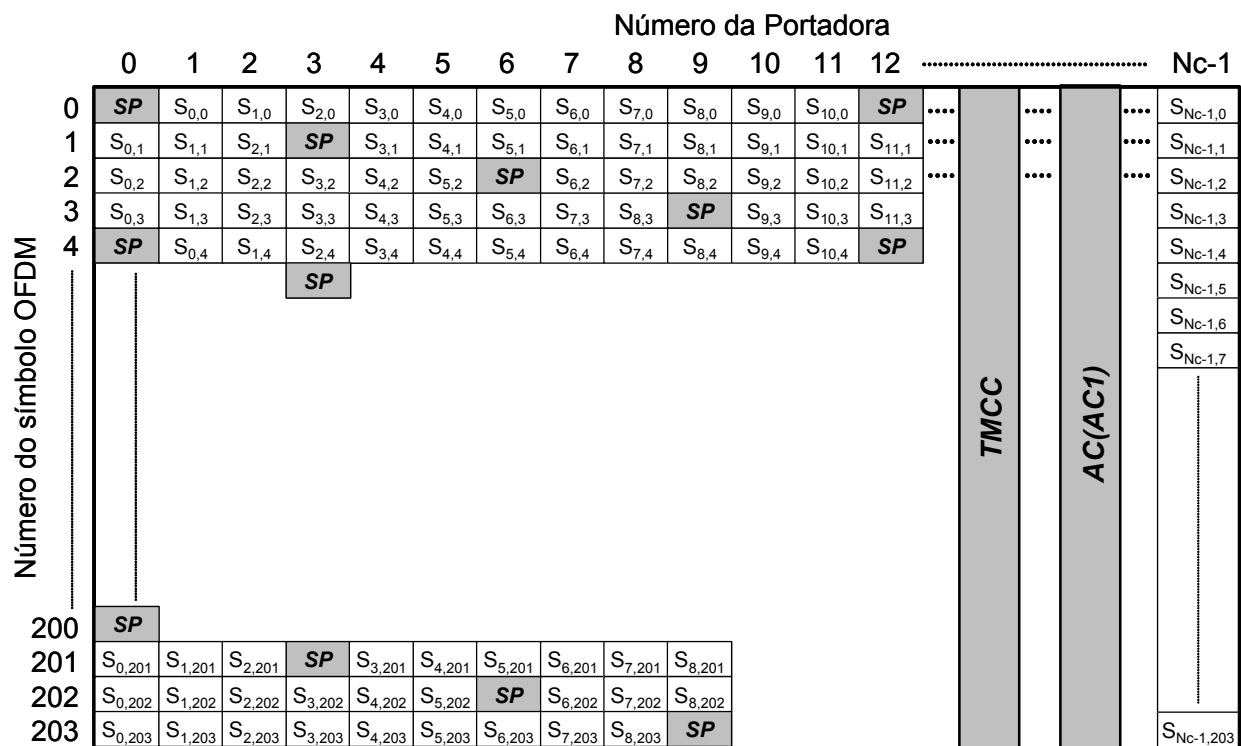 Número da Portadora
0 1 2 3 4 5 6 7 8 9 10 11 12 Nc-1
0 SP S0,0 S1,0 S2,0 S3,0 S4,0 S5,0 S6,0 S7,0 S8,0 S9,0 S10,0 SP SNc-1,0
1 S0,1 S1,1 S2,1 SP S3,1 S4,1 S5,1 S6,1 S7,1 S8,1 S9,1 S10,1 S11,1 SNc-1,1
2 S0,2 S1,2 S2,2 S3,2 S4,2 S5,2 SP S6,2 S7,2 S8,2 S9,2 S10,2 S11,2 SNc-1,2
3 S0,3 S1,3 S2,3 S3,3 S4,3 S5,3 S6,3 S7,3 S8,3 SP S9,3 S10,3 S11,3 SNc-1,3
4 SP S0,4 S1,4 S2,4 S3,4 S4,4 S5,4 S6,4 S7,4 S8,4 S9,4 S10,4 SP SNc-1,4
SP SNc-1,5
SNc-1,6
SNc-1,7
Número do símbolo OFDM
TMCC
AC(AC1)
200 SP
201 S0,201 S1,201 S2,201 SP S3,201 S4,201 S5,201 S6,201 S7,201 S8,201
202 S0,202 S1,202 S2,202 S3,202 S4,202 S5,202 SP S6,202 S7,202 S8,202
203 S0,203 S1,203 S2,203 S3,203 S4,203 S5,203 S6,203 S7,203 S8,203 SP SNc-1,203